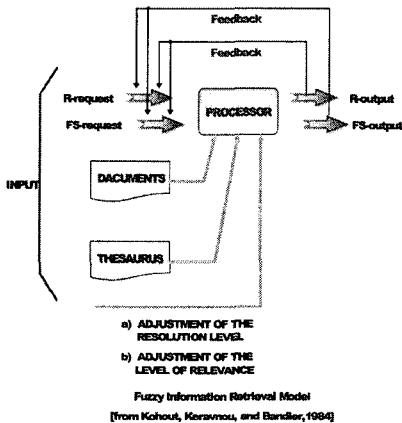 Feedback
Feedback
R-request
PROCESSOR
R-output
FS-request
FS-output
INPUT
DACUMENTS
THESAURUS
a) ADJUSTMENT OF THE
RESOLUTION LEVEL
b) ADJUSTMENT OF THE
LEVEL OF RELEVANCE
Fuzzy Information Retrieval Model
[from Kohout, Keravnou, and Bandler,1984]